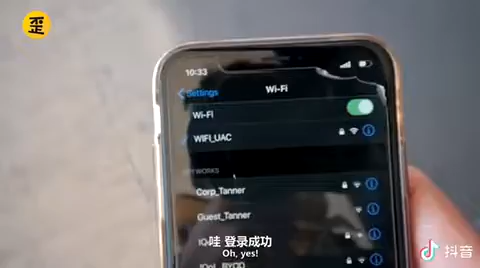 歪
10:33
Settings
Wi-Fi
Wi-Fi
WIFI_UAC
Corp_Tanner
Guest_Tanner
哇 登录成功
Oh, yes!
抖音